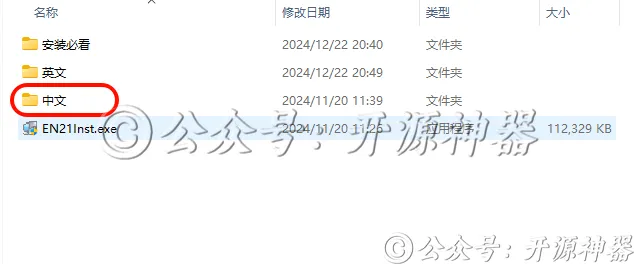 名称 修改日期 类型 大小
安装必看 2024/12/22 20:40 文件夹
英文 2024/12/22 20:49 文件夹
中文 2024/11/20 11:39 文件夹
EN21Inst.exe 2024/11/20 11:26 应用程序 112,329 KB
公众号:开源神器
公众号:开源神器